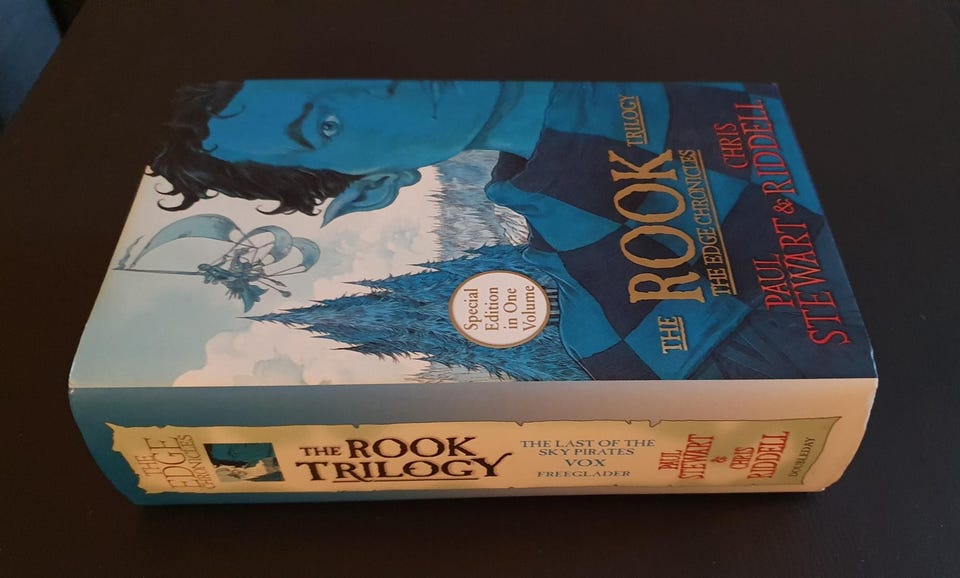 THE ROOK TRILOGY
THE EDGE CHRONICLES
PAUL CHRIS
STEWART & RIDDELL
Special
Edition
in One
Volume
THE
EDGE
CHRONICLES
THE ROOK
TRILOGY
THE LAST OF THE
SKY PIRATES
VOX
FREEGLADER
PAUL
STEWART
&
CHRIS
RIDDELL
DOUBLEDAY